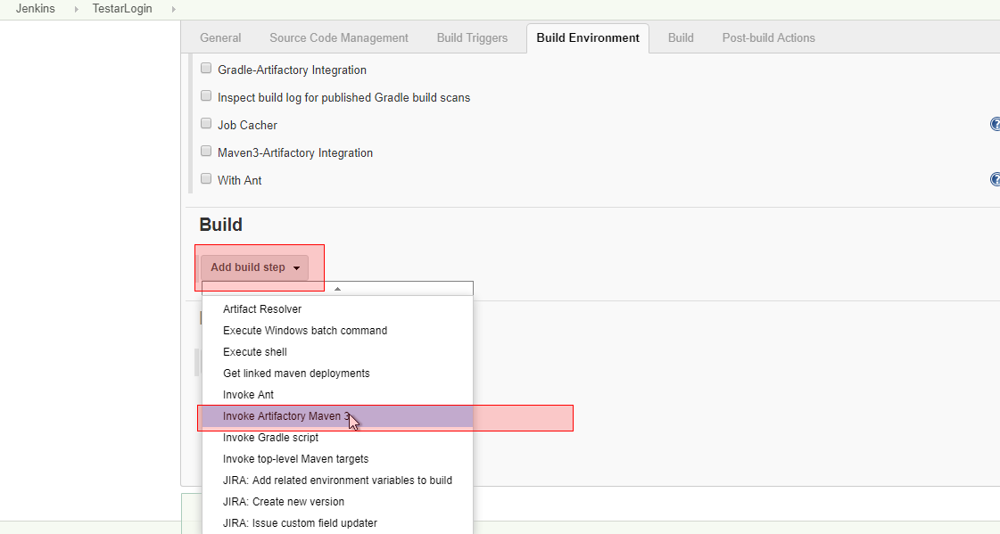 Jenkins TestarLogin
General Source Code Management Build Triggers Build Environment Build Post-build Actions
Gradle-Artifactory Integration
Inspect build log for published Gradle build scans
Job Cacher
?
Maven3-Artifactory Integration
With Ant
?
Build
Add build step
Artifact Resolver
Execute Windows batch command
Execute shell
Get linked maven deployments
Invoke Ant
Invoke Artifactory Maven 3
Invoke Gradle script
Invoke top-level Maven targets
JIRA: Add related environment variables to build
JIRA: Create new version
JIRA: Issue custom field updater